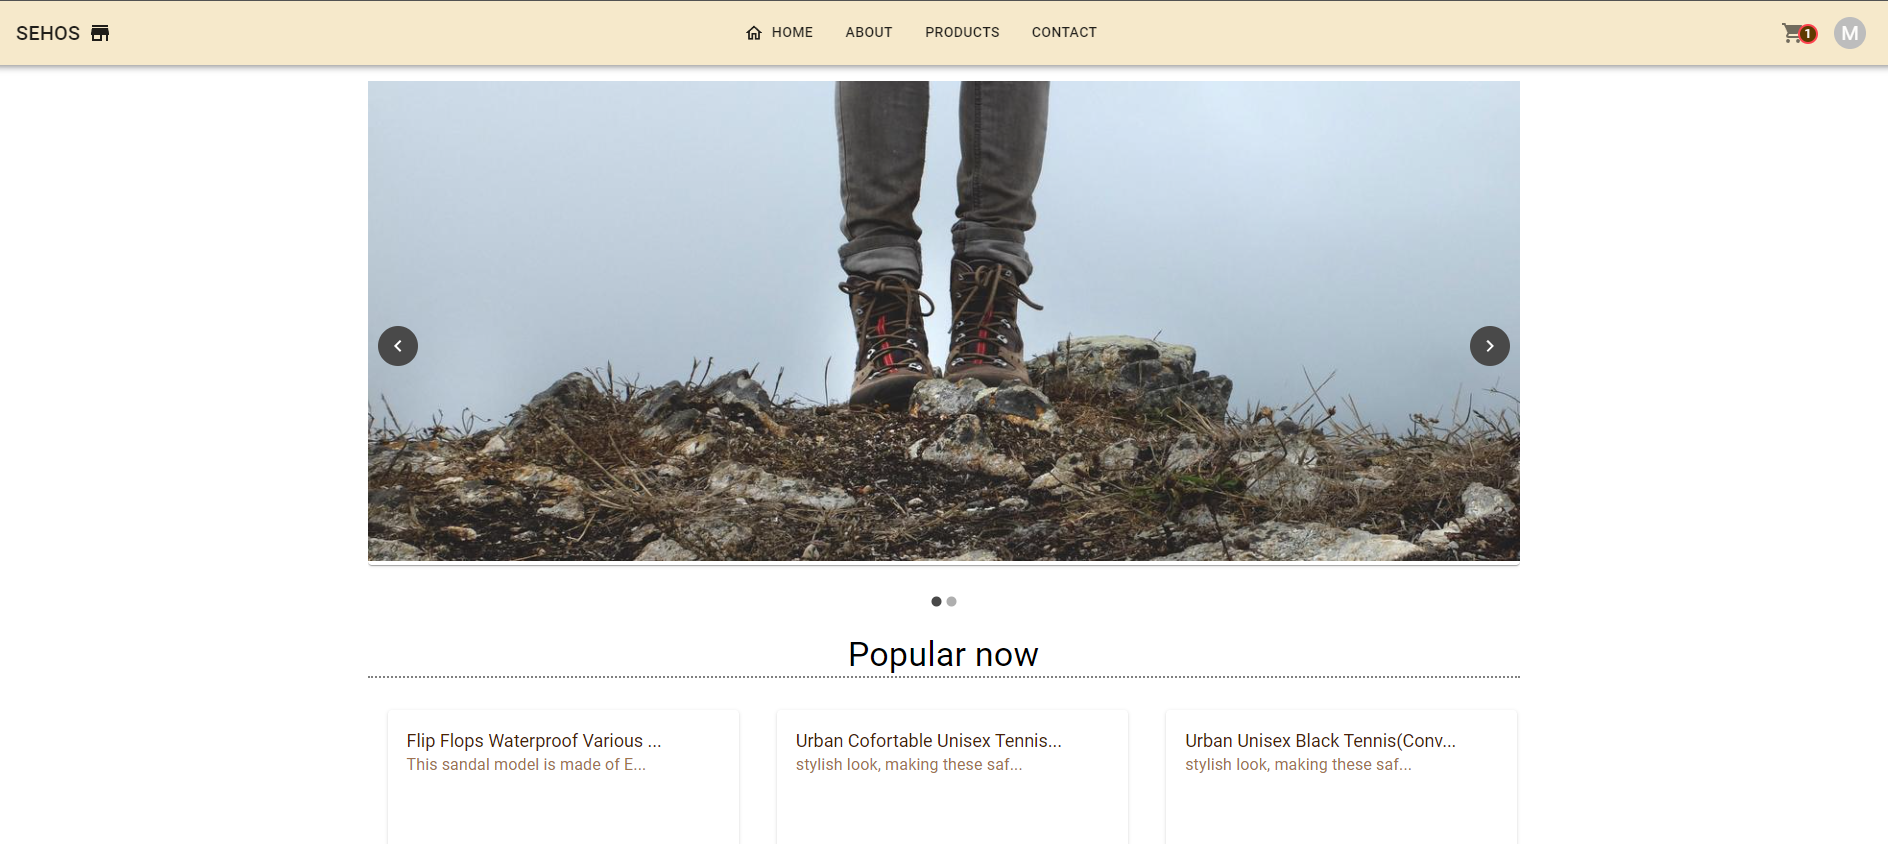 SEHOS
HOME ABOUT PRODUCTS CONTACT
1
M
Popular now
Flip Flops Waterproof Various ...
This sandal model is made of E...
Urban Cofortable Unisex Tennis...
stylish look, making these saf...
Urban Unisex Black Tennis(Conv...
stylish look, making these saf...